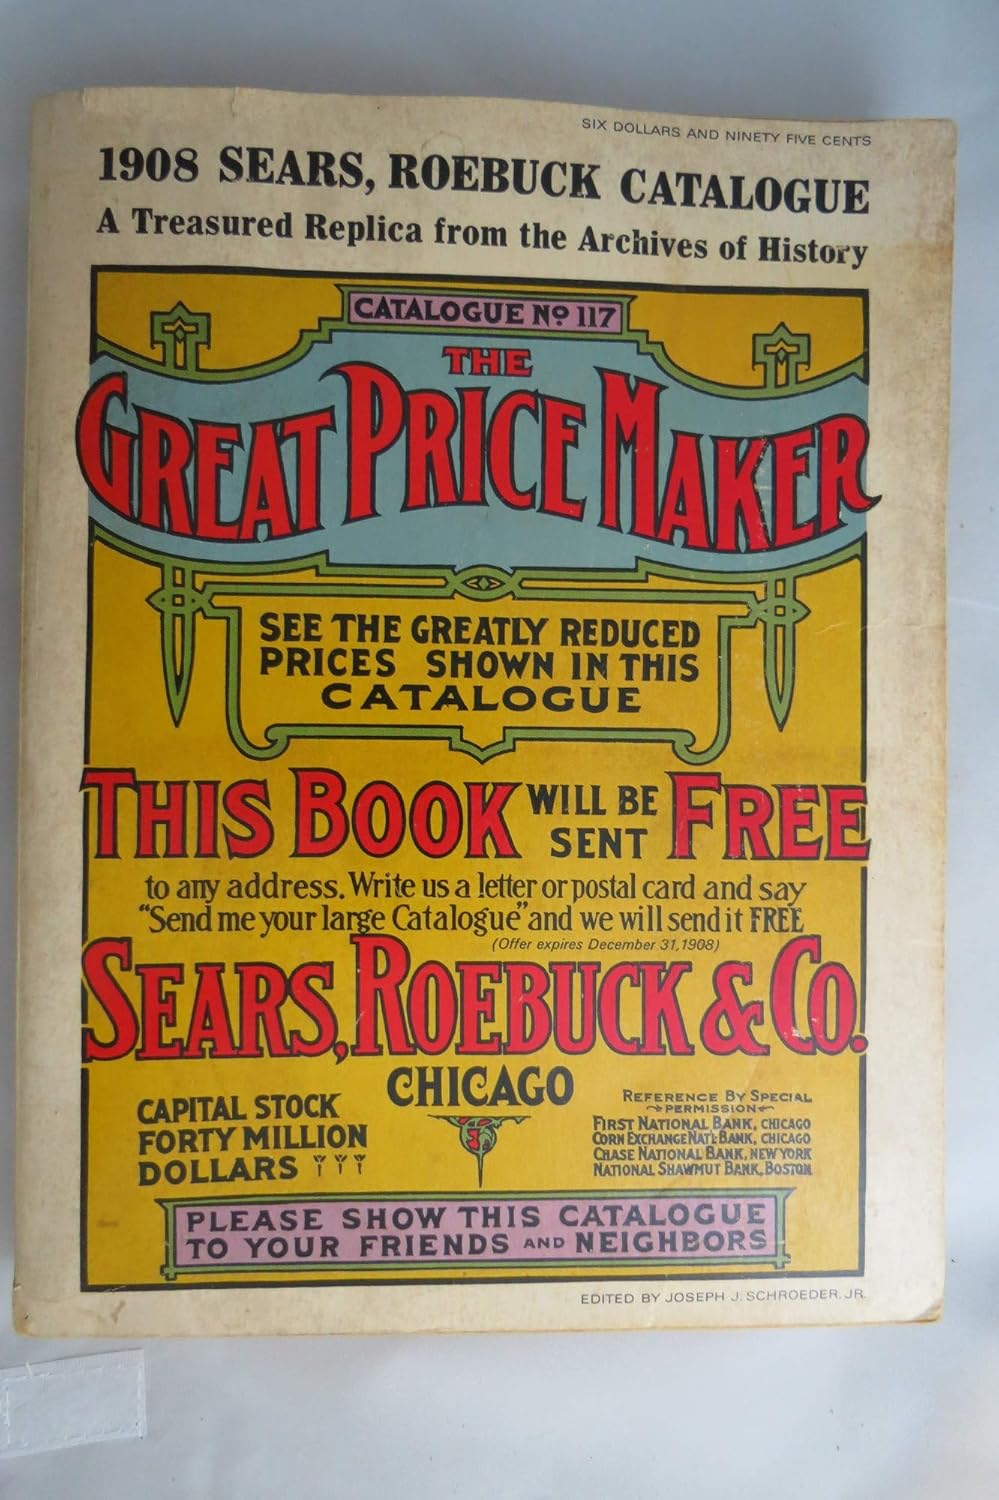 SIX DOLLARS AND NINETY FIVE CENTS
1908 SEARS, ROEBUCK CATALOGUE
A Treasured Replica from the Archives of History
CATALOGUE No 117
THE
GREAT PRICE MAKER
SEE THE GREATLY REDUCED
PRICES SHOWN IN THIS
CATALOGUE
THIS BOOK WILL BE SENT FREE
to any address. Write us a letter or postal card and say
"Send me your large Catalogue" and we will send it FREE
(Offer expires December 31, 1908)
SEARS, ROEBUCK & CO.
CHICAGO
CAPITAL STOCK
FORTY MILLION
DOLLARS
REFERENCE BY SPECIAL
PERMISSION
FIRST NATIONAL BANK, CHICAGO
CORN EXCHANGE NAT'L BANK, CHICAGO
CHASE NATIONAL BANK, NEW YORK
NATIONAL SHAWMUT BANK, BOSTON
PLEASE SHOW THIS CATALOGUE
TO YOUR FRIENDS AND NEIGHBORS
EDITED BY JOSEPH J. SCHROEDER, JR.